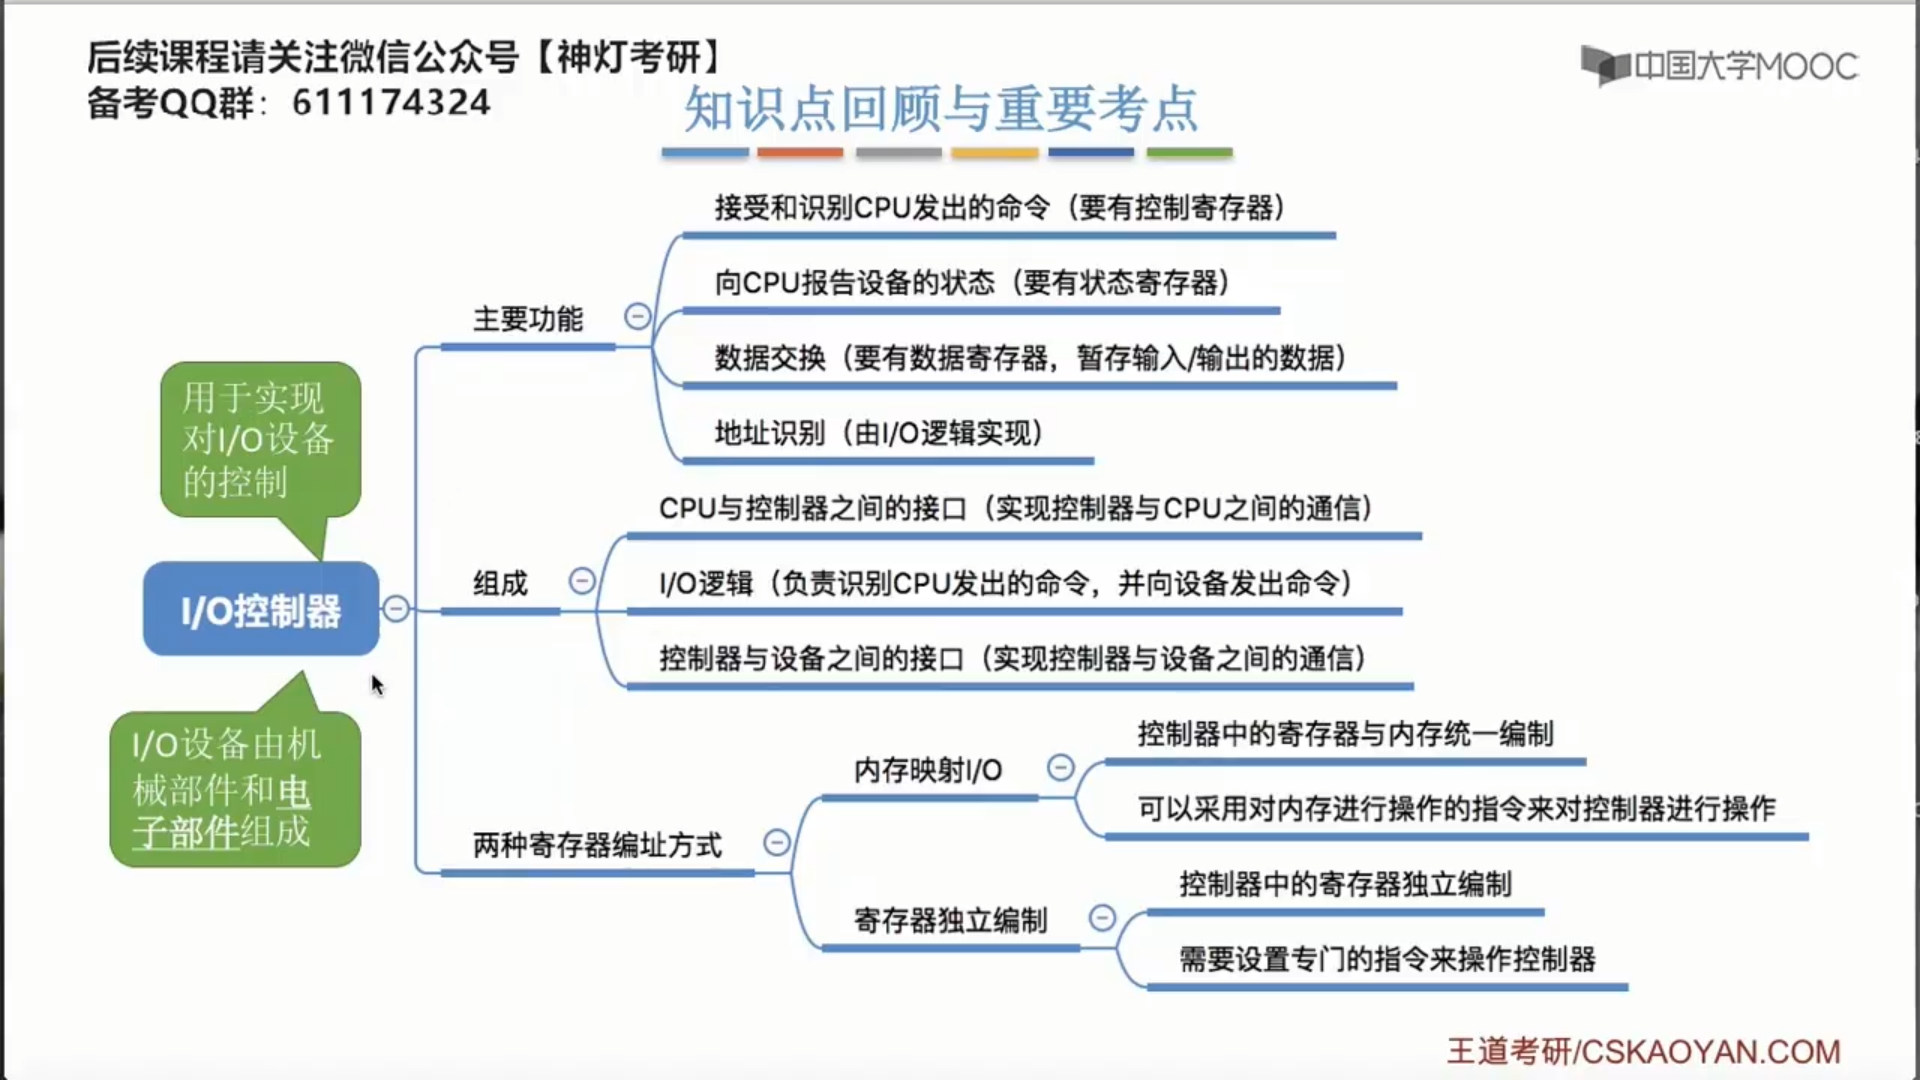 后续课程请关注微信公众号【神灯考研】
备考QQ群：611174324
中国大学MOOC
知识点回顾与重要考点
用于实现
对I/O设备
的控制
I/O控制器
I/O设备由机
械部件和电
子部件组成
主要功能
接受和识别CPU发出的命令（要有控制寄存器）
向CPU报告设备的状态（要有状态寄存器）
数据交换（要有数据寄存器，暂存输入/输出的数据）
地址识别（由I/O逻辑实现）
组成
CPU与控制器之间的接口（实现控制器与CPU之间的通信）
I/O逻辑（负责识别CPU发出的命令，并向设备发出命令）
控制器与设备之间的接口（实现控制器与设备之间的通信）
两种寄存器编址方式
内存映射I/O
控制器中的寄存器与内存统一编制
可以采用对内存进行操作的指令来对控制器进行操作
寄存器独立编制
控制器中的寄存器独立编制
需要设置专门的指令来操作控制器
王道考研/CSKAOYAN.COM